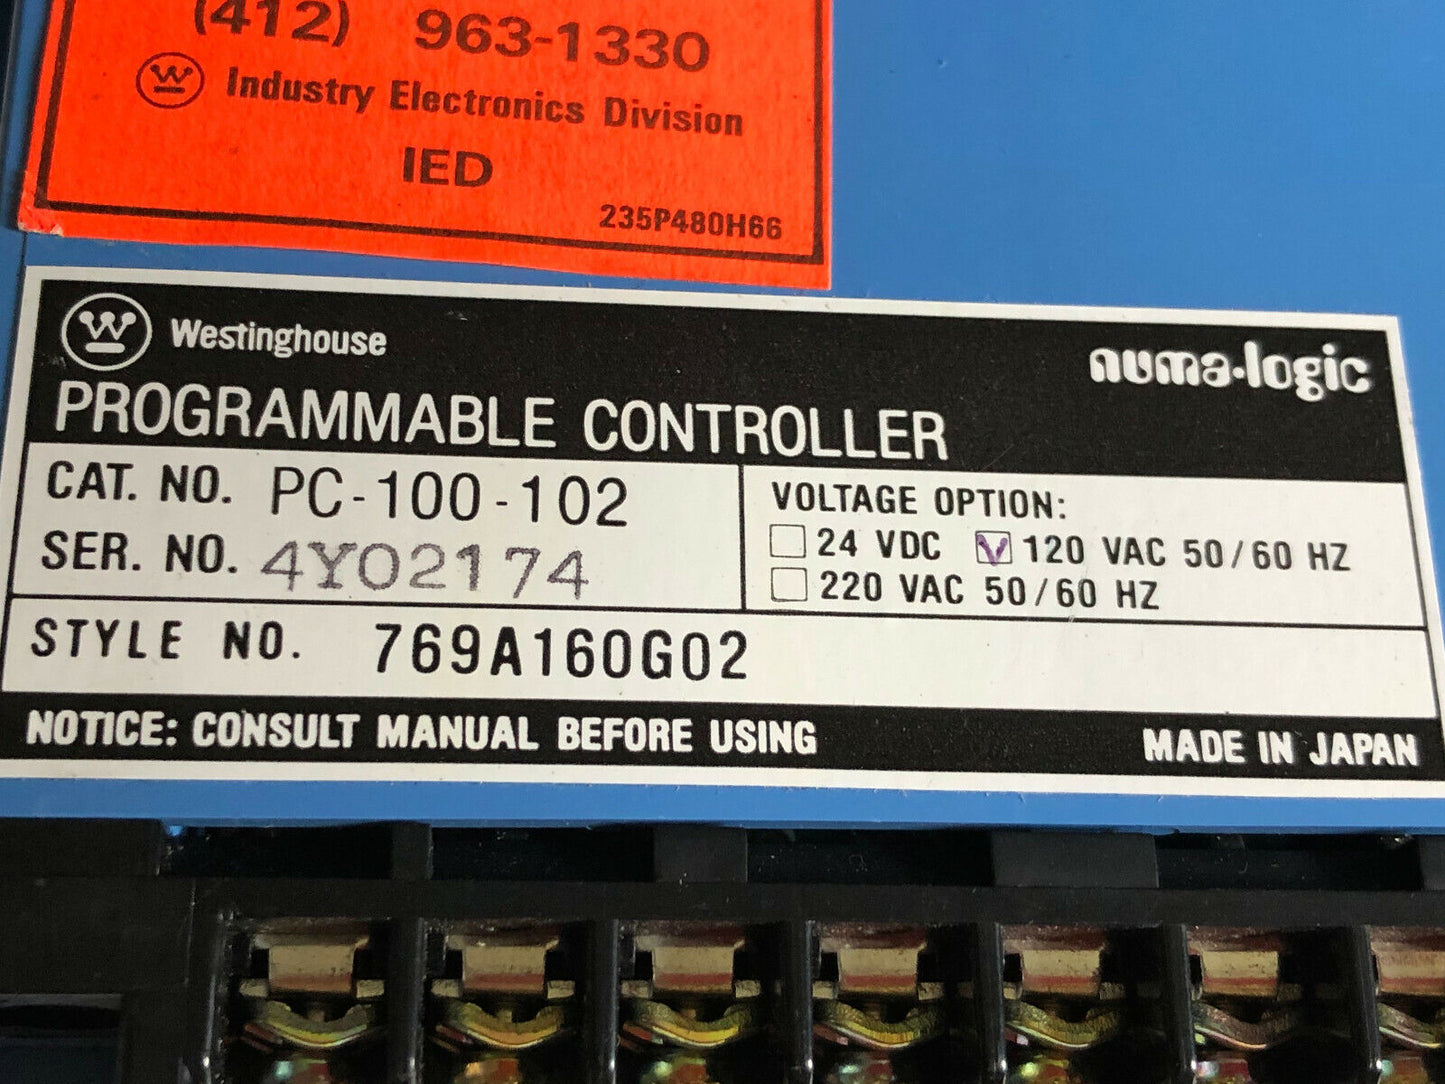 (412) 963-1330
W Industry Electronics Division
IED
235P480H66
W Westinghouse
numa-logic
PROGRAMMABLE CONTROLLER
CAT. NO. PC-100-102
SER. NO. 4Y02174
VOLTAGE OPTION:
24 VDC 120 VAC 50/60 HZ
220 VAC 50/60 HZ
STYLE NO. 769A160G02
NOTICE: CONSULT MANUAL BEFORE USING
MADE IN JAPAN